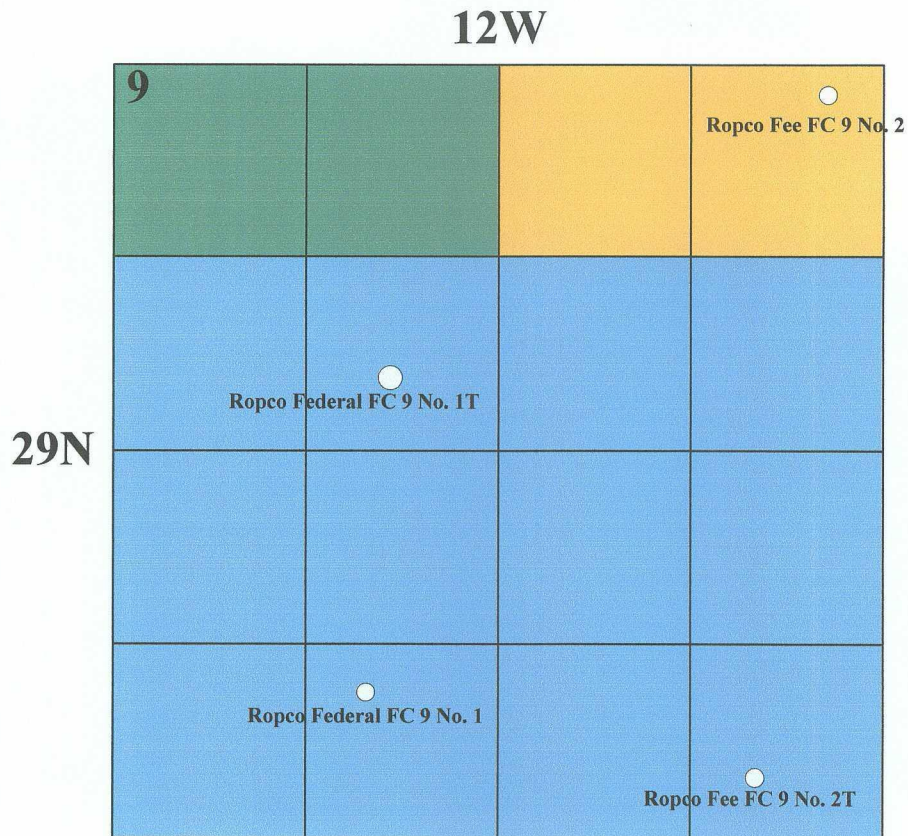 12W
9
Ropco Fee FC 9 No. 2
Ropco Federal FC 9 No. 1T
29N
Ropco Federal FC 9 No. 1
Ropco Fee FC 9 No. 2T